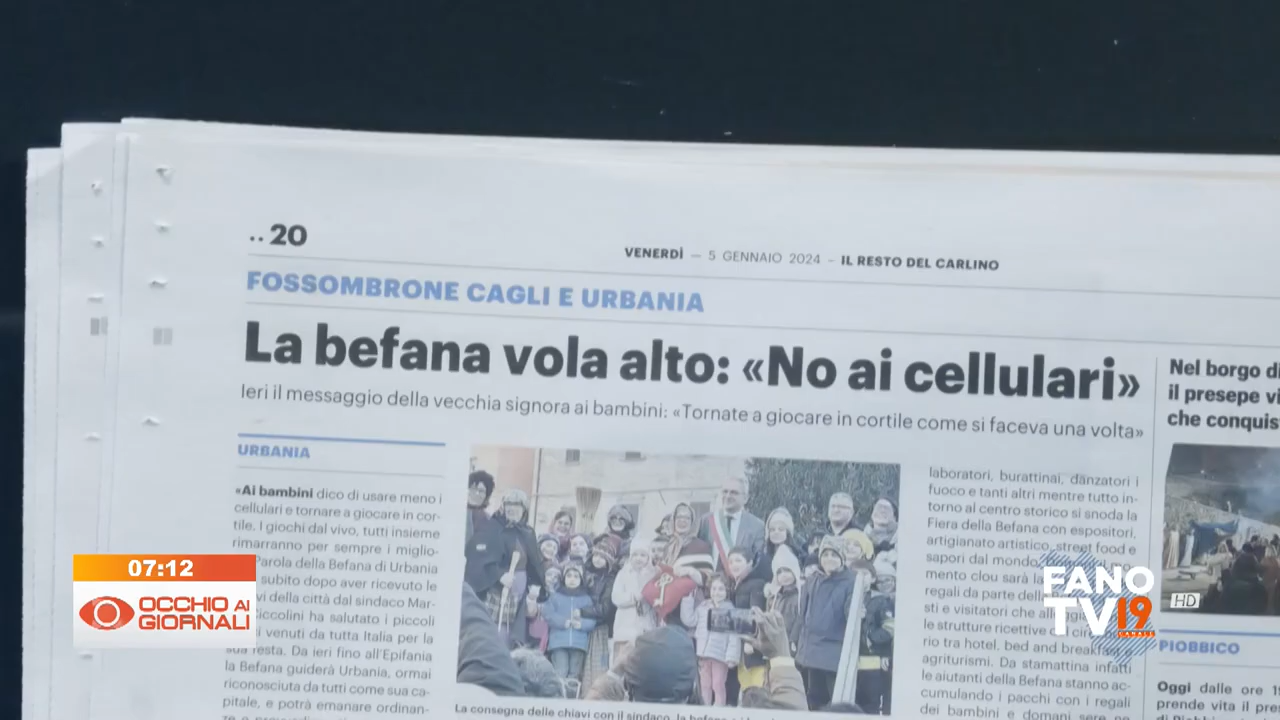 .. 20
VENERDÌ — 5 GENNAIO 2024 – IL RESTO DEL CARLINO
FOSSOMBRONE CAGLI E URBANIA
La befana vola alto: «No ai cellulari»
Ieri il messaggio della vecchia signora ai bambini: «Tornate a giocare in cortile come si faceva una volta»
URBANIA
«Ai bambini dico di usare meno i
cellulari e tornare a giocare in cor-
tile. I giochi dal vivo, tutti insieme
rimarranno per sempre i miglio-
Parola della Befana di Urbania
subito dopo aver ricevuto le
vi della città dal sindaco Mar-
iccolini ha salutato i piccoli
i venuti da tutta Italia per la
sua festa. Da ieri fino all'Epifania
la Befana guiderà Urbania, ormai
riconosciuta da tutti come sua ca-
pitale, e potrà emanare ordinan-
La consegna delle chiavi con il sindaco, la befana
laboratori, burattinai, danzatori i
fuoco e tanti altri mentre tutto in-
torno al centro storico si snoda la
Fiera della Befana con espositori,
artigianato artistico, street food e
sapori dal mondo
mento clou sarà la
regali da parte del
sti e visitatori che al
le strutture ricettive
rio tra hotel, bed and breakfas
agriturismi. Da stamattina infatti
le aiutanti della Befana stanno ac-
cumulando i pacchi con i regali
dei bambini e domani sera
Nel borgo di
il presepe vi
che conquis
PIOBBICO
Oggi dalle ore 1
prende vita il pre
07:12
OCCHIO AI
GIORNALI
FANO
TV19
CANALE
HD